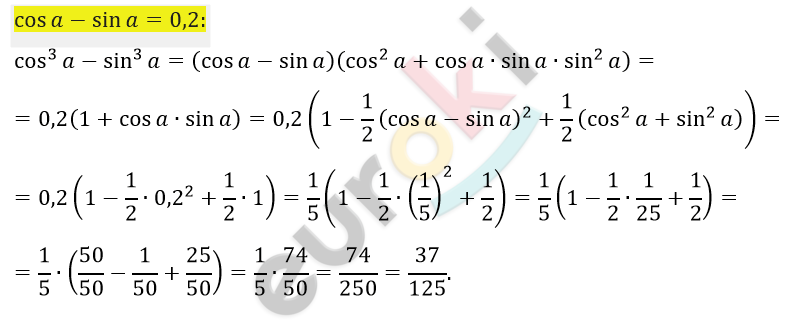 cos a − sin a = 0,2:
cos³ a − sin³ a = (cos a − sin a)(cos² a + cos a · sin a · sin² a) =
= 0,2(1 + cos a · sin a) = 0,2(1 − 1/2 (cos a − sin a)² + 1/2 (cos² a + sin² a)) =
= 0,2(1 − 1/2 · 0,2² + 1/2 · 1) = 1/5 (1 − 1/2 · (1/5)² + 1/2) = 1/5 (1 − 1/2 · 1/25 + 1/2) =
= 1/5 · (50/50 − 1/50 + 25/50) = 1/5 · 74/50 = 74/250 = 37/125.
euroki